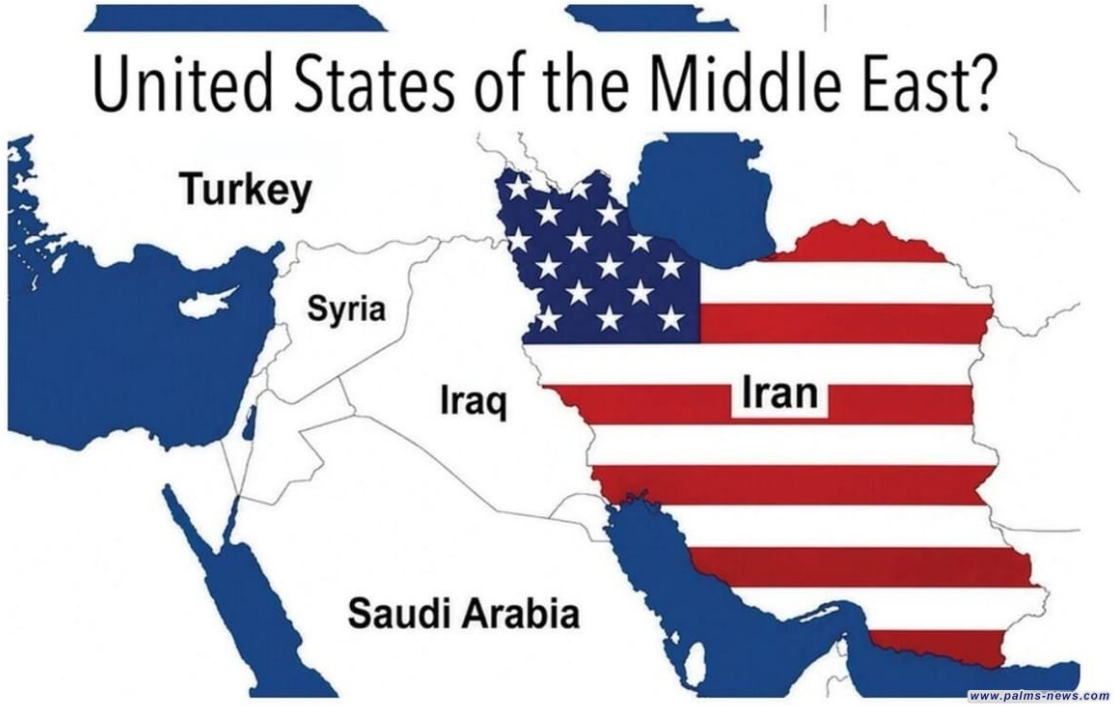 United States of the Middle East?
Turkey
Syria
Iraq
Iran
Saudi Arabia
www.palms-news.com